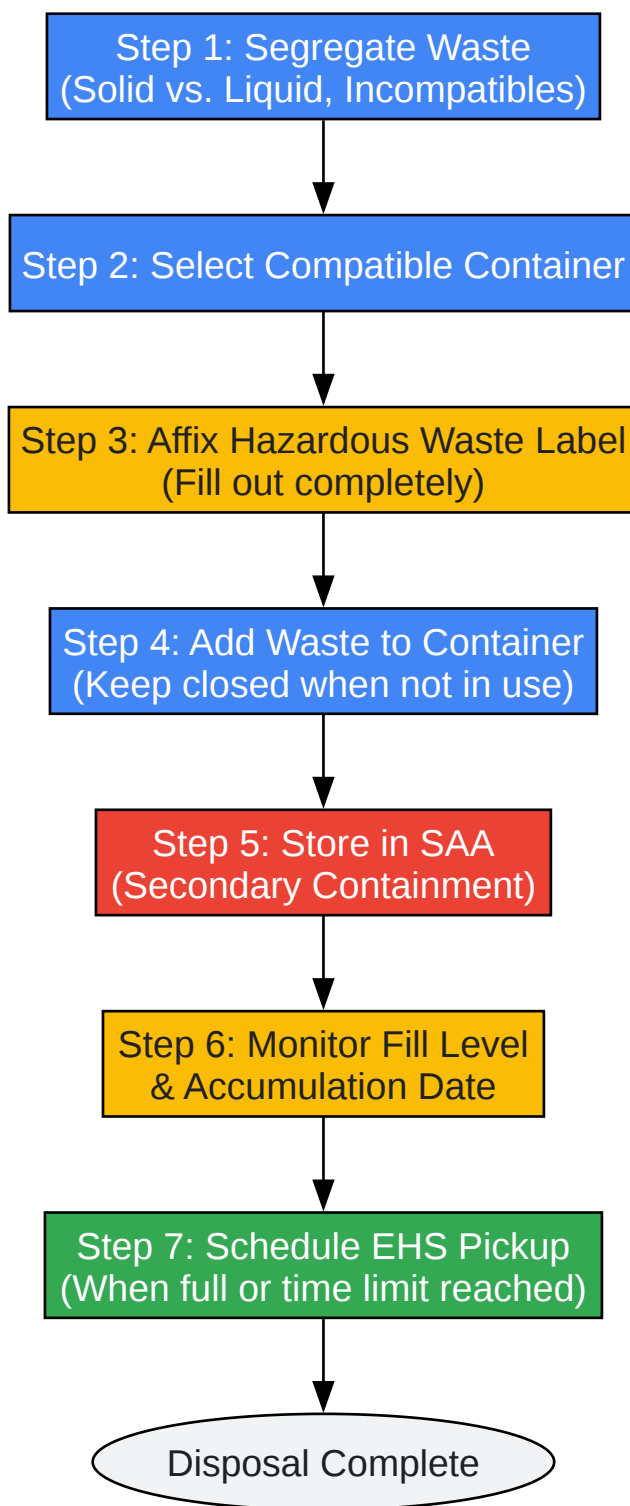 Step 1: Segregate Waste
(Solid vs. Liquid, Incompatibles)
Step 2: Select Compatible Container
Step 3: Affix Hazardous Waste Label
(Fill out completely)
Step 4: Add Waste to Container
(Keep closed when not in use)
Step 5: Store in SAA
(Secondary Containment)
Step 6: Monitor Fill Level
& Accumulation Date
Step 7: Schedule EHS Pickup
(When full or time limit reached)
Disposal Complete